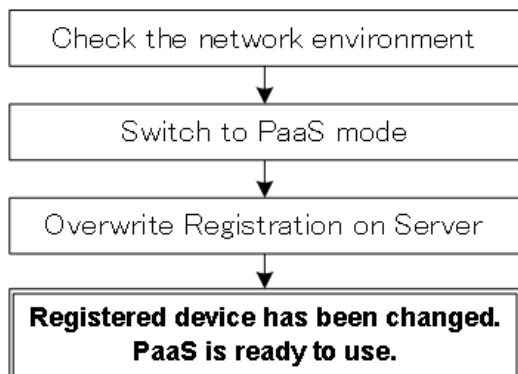 Check the network environment
Switch to PaaS mode
Overwrite Registration on Server
Registered device has been changed.
PaaS is ready to use.